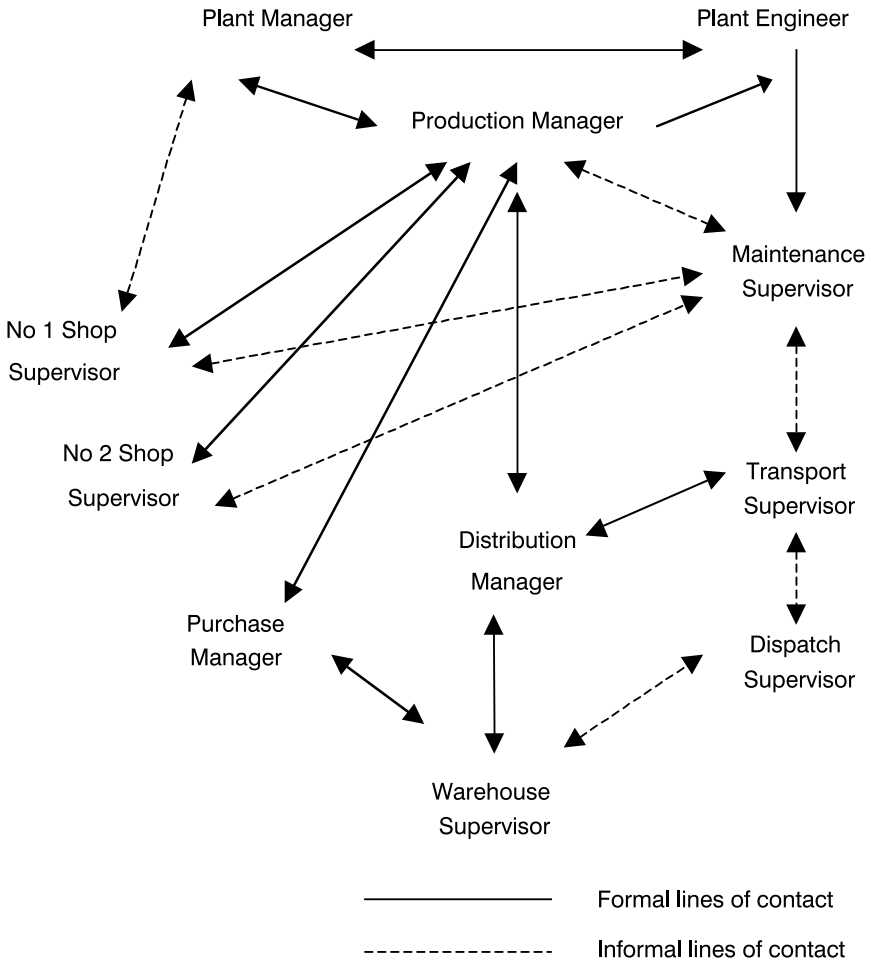 Plant Manager
Plant Engineer
Production Manager
Maintenance
Supervisor
No 1 Shop
Supervisor
No 2 Shop
Supervisor
Transport
Supervisor
Distribution
Manager
Purchase
Manager
Dispatch
Supervisor
Warehouse
Supervisor
Formal lines of contact
Informal lines of contact